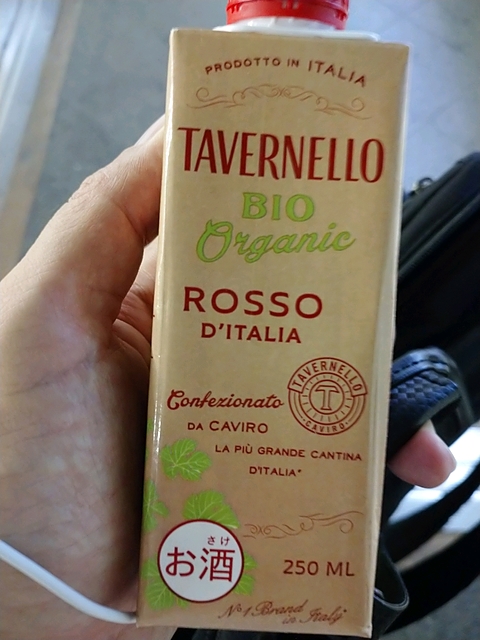 PRODOTTO IN ITALIA
TAVERNELLO
BIO
Organic
ROSSO
D'ITALIA
TAVERNELLO
T
CAVIRO
Confezionato
DA CAVIRO
LA PIÙ GRANDE CANTINA
D'ITALIA*
さけ
お酒
250 ML
N°1 Brand in Italy*